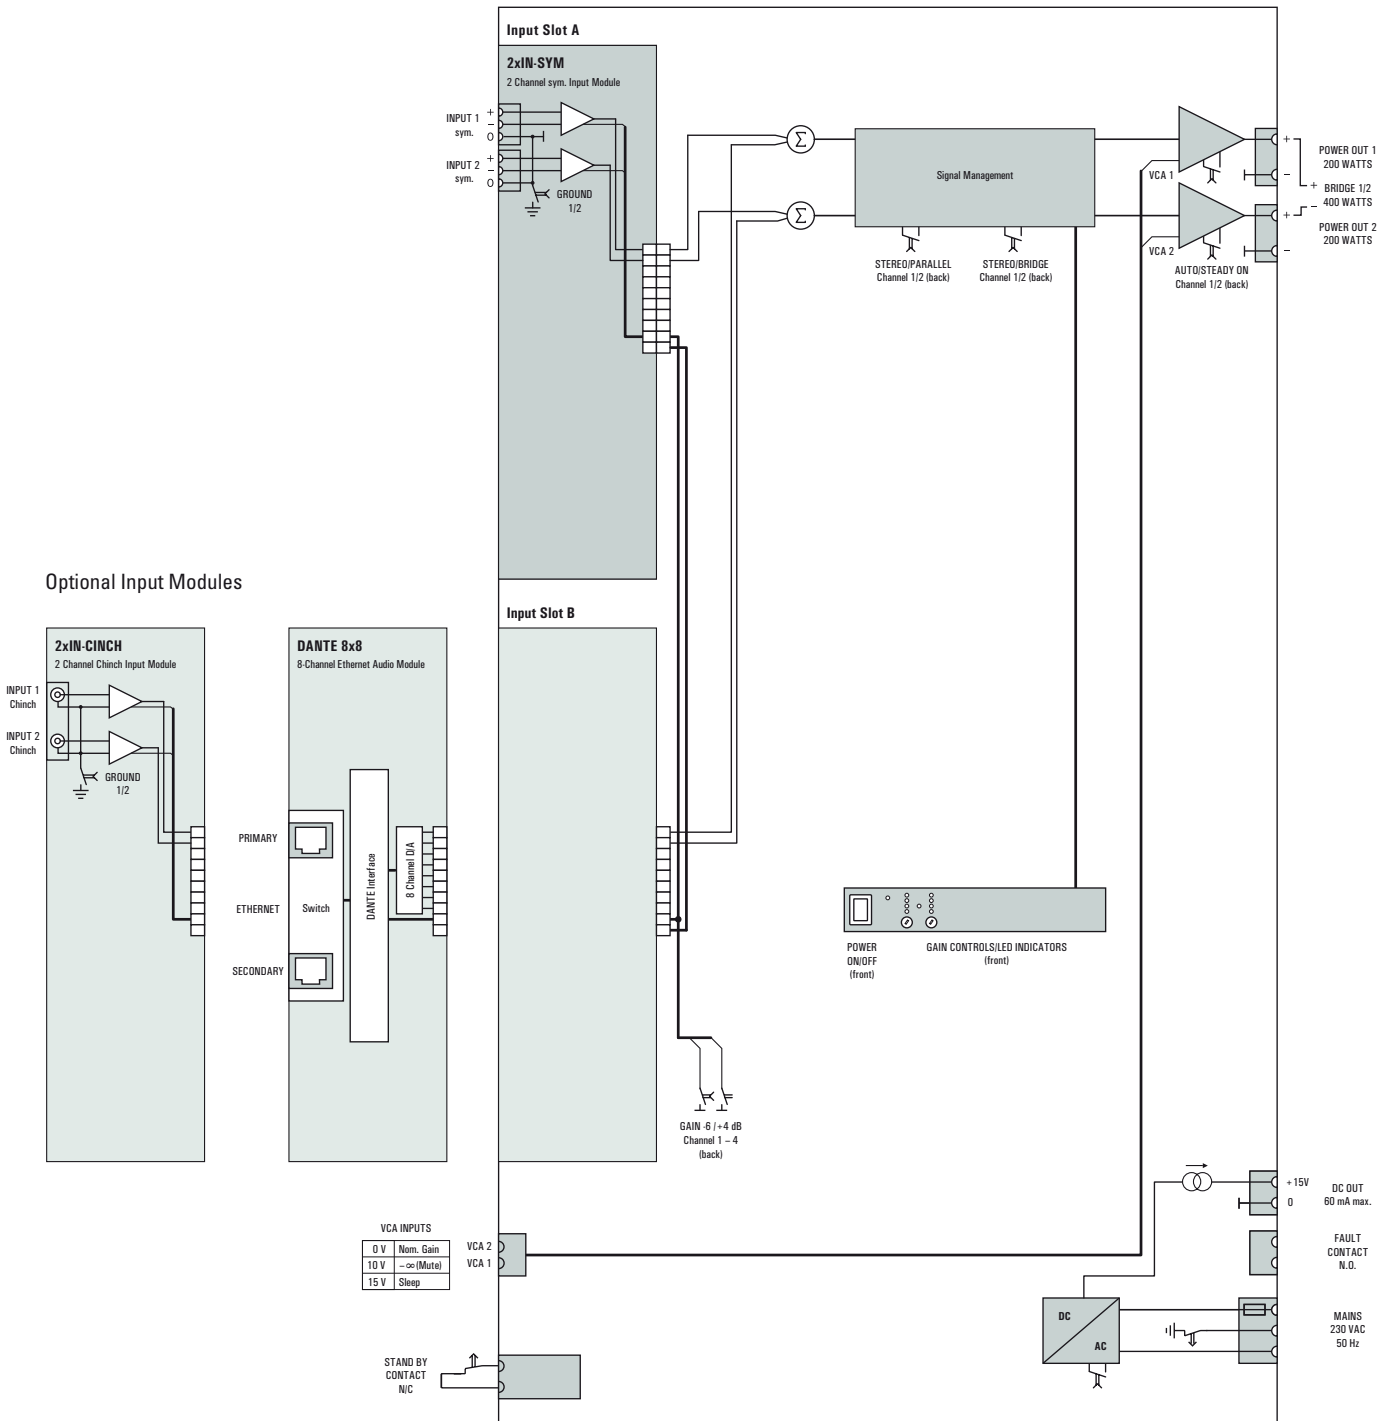 Input Slot A
2xIN-SYM
2 Channel sym. Input Module
INPUT 1
sym.
+
−
0
INPUT 2
sym.
+
−
0
GROUND
1/2
Σ
Σ
Signal Management
STEREO/PARALLEL
Channel 1/2 (back)
STEREO/BRIDGE
Channel 1/2 (back)
VCA 1
VCA 2
AUTO/STEADY ON
Channel 1/2 (back)
+
−
+
−
POWER OUT 1
200 WATTS
+ BRIDGE 1/2
− 400 WATTS
POWER OUT 2
200 WATTS
Optional Input Modules
2xIN-CINCH
2 Channel Chinch Input Module
INPUT 1
Chinch
INPUT 2
Chinch
GROUND
1/2
DANTE 8x8
8-Channel Ethernet Audio Module
PRIMARY
ETHERNET
SECONDARY
Switch
DANTE Interface
8 Channel D/A
Input Slot B
GAIN -6 /+4 dB
Channel 1 – 4
(back)
POWER
ON/OFF
(front)
GAIN CONTROLS/LED INDICATORS
(front)
VCA INPUTS
0 V Nom. Gain
10 V −∞(Mute)
15 V Sleep
VCA 2
VCA 1
STAND BY
CONTACT
N/C
+15V
0
DC OUT
60 mA max.
FAULT
CONTACT
N.O.
DC
AC
MAINS
230 VAC
50 Hz